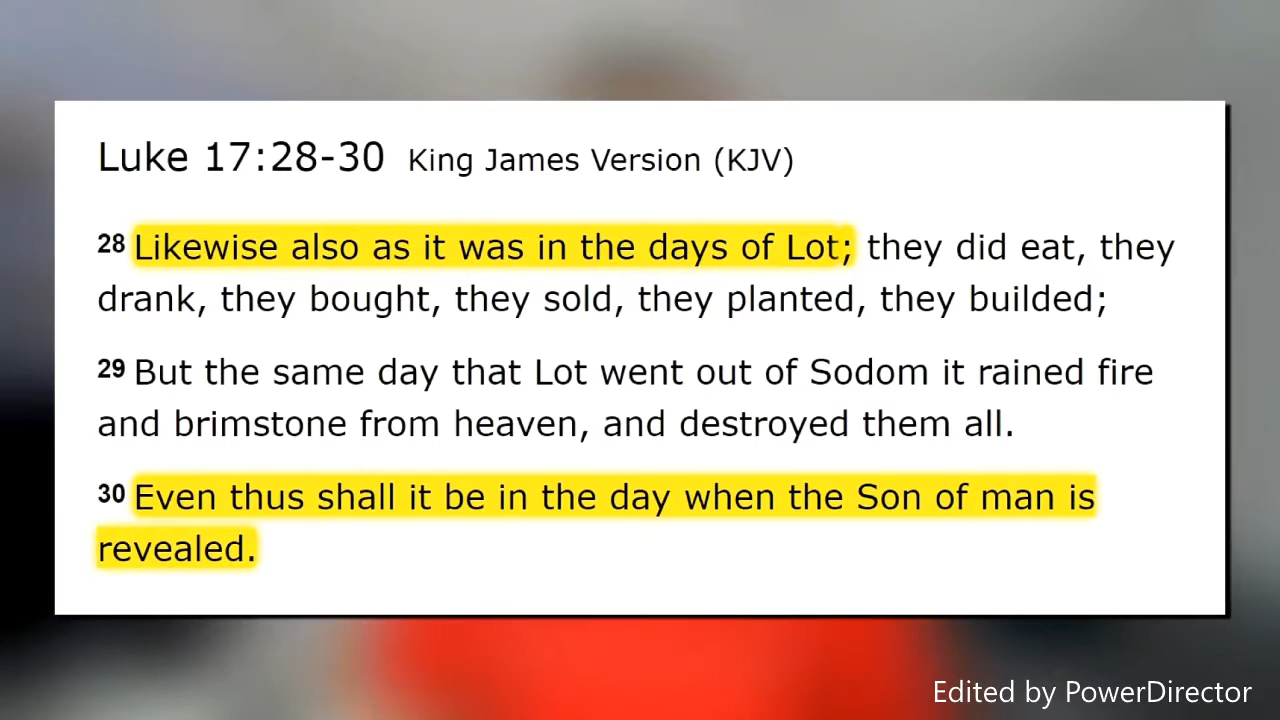 Luke 17:28-30 King James Version (KJV)
28 Likewise also as it was in the days of Lot; they did eat, they
drank, they bought, they sold, they planted, they builded;
29 But the same day that Lot went out of Sodom it rained fire
and brimstone from heaven, and destroyed them all.
30 Even thus shall it be in the day when the Son of man is
revealed.
Edited by PowerDirector